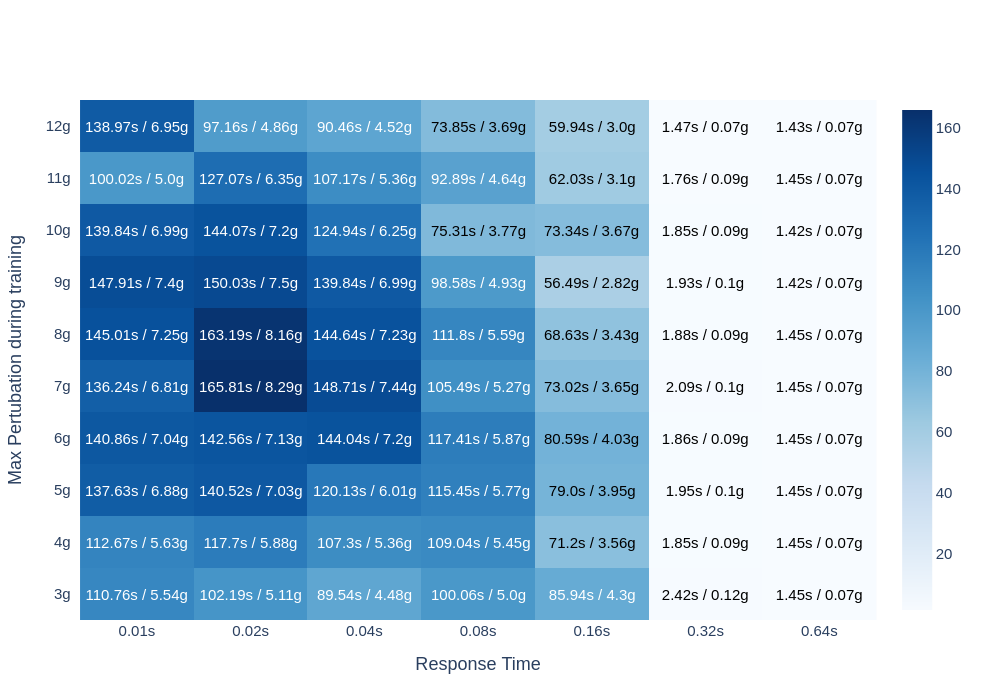 12g 138.97s / 6.95g 97.16s / 4.86g 90.46s / 4.52g 73.85s / 3.69g 59.94s / 3.0g 1.47s / 0.07g 1.43s / 0.07g 160
11g 100.02s / 5.0g 127.07s / 6.35g 107.17s / 5.36g 92.89s / 4.64g 62.03s / 3.1g 1.76s / 0.09g 1.45s / 0.07g 140
10g 139.84s / 6.99g 144.07s / 7.2g 124.94s / 6.25g 75.31s / 3.77g 73.34s / 3.67g 1.85s / 0.09g 1.42s / 0.07g 120
9g 147.91s / 7.4g 150.03s / 7.5g 139.84s / 6.99g 98.58s / 4.93g 56.49s / 2.82g 1.93s / 0.1g 1.42s / 0.07g 100
8g 145.01s / 7.25g 163.19s / 8.16g 144.64s / 7.23g 111.8s / 5.59g 68.63s / 3.43g 1.88s / 0.09g 1.45s / 0.07g
7g 136.24s / 6.81g 165.81s / 8.29g 148.71s / 7.44g 105.49s / 5.27g 73.02s / 3.65g 2.09s / 0.1g 1.45s / 0.07g 80
6g 140.86s / 7.04g 142.56s / 7.13g 144.04s / 7.2g 117.41s / 5.87g 80.59s / 4.03g 1.86s / 0.09g 1.45s / 0.07g 60
5g 137.63s / 6.88g 140.52s / 7.03g 120.13s / 6.01g 115.45s / 5.77g 79.0s / 3.95g 1.95s / 0.1g 1.45s / 0.07g 40
4g 112.67s / 5.63g 117.7s / 5.88g 107.3s / 5.36g 109.04s / 5.45g 71.2s / 3.56g 1.85s / 0.09g 1.45s / 0.07g 20
3g 110.76s / 5.54g 102.19s / 5.11g 89.54s / 4.48g 100.06s / 5.0g 85.94s / 4.3g 2.42s / 0.12g 1.45s / 0.07g
0.01s 0.02s 0.04s 0.08s 0.16s 0.32s 0.64s
Response Time
Max Pertubation during training